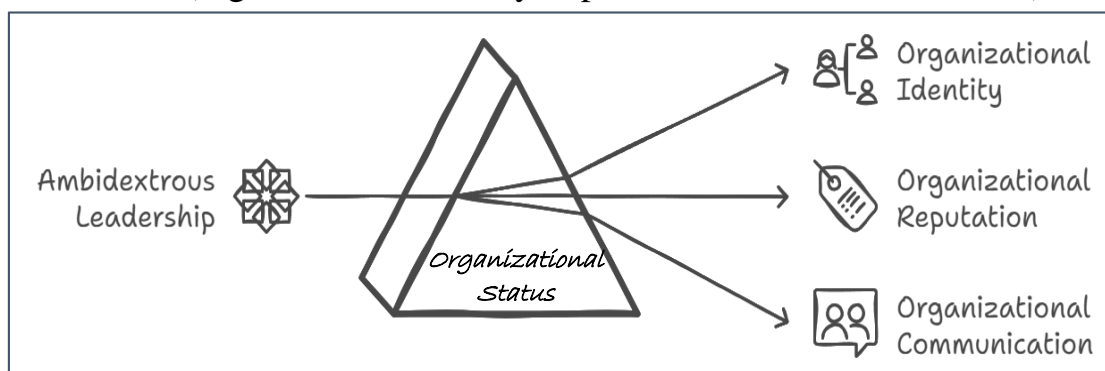 Ambidextrous
Leadership
Organizational
Status
Organizational
Identity
Organizational
Reputation
Organizational
Communication